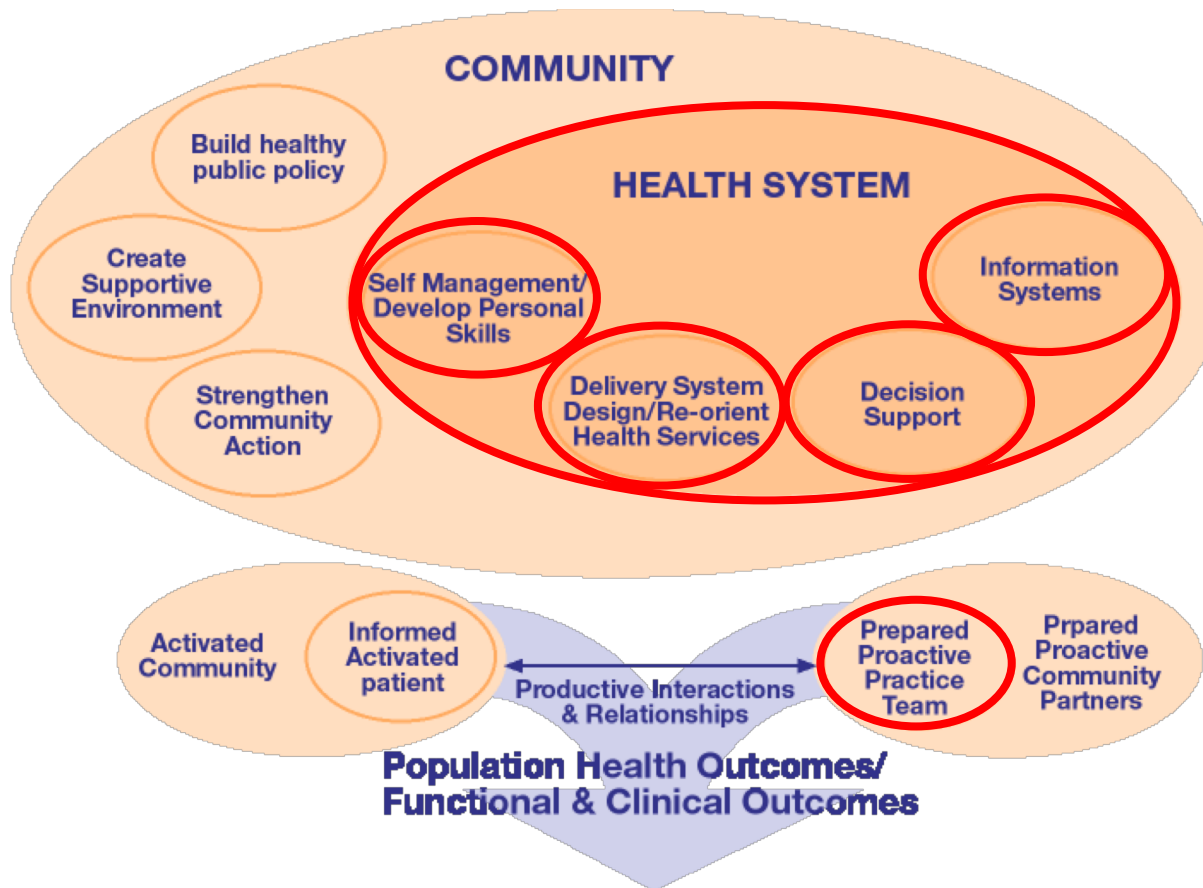 COMMUNITY
Build healthy
public policy
HEALTH SYSTEM
Create
Supportive
Environment
Self Management/
Develop Personal
Skills
Information
Systems
Strengthen
Community
Action
Delivery System
Design/Re-orient
Health Services
Decision
Support
Activated
Community
Informed
Activated
patient
Productive Interactions
& Relationships
Prepared
Proactive
Practice
Team
Prpared
Proactive
Community
Partners
Population Health Outcomes/
Functional & Clinical Outcomes